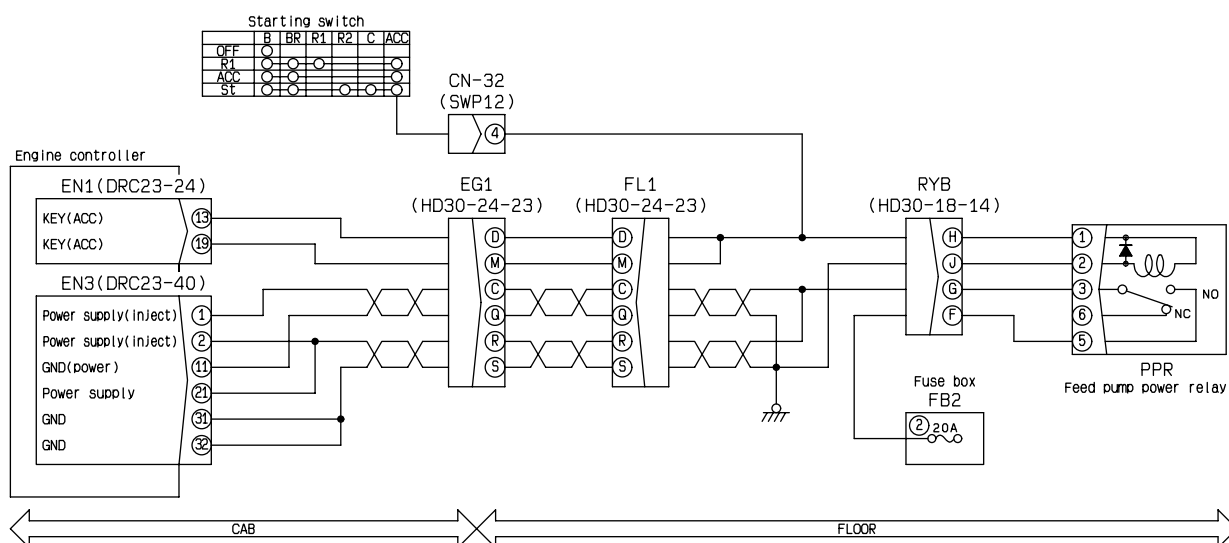 Starting switch
B BR R1 R2 C ACC
OFF
R1
ACC
St
CN-32
(SWP12)
4
Engine controller
EN1(DRC23-24)
KEY(ACC) 13
KEY(ACC) 19
EN3(DRC23-40)
Power supply(inject) 1
Power supply(inject) 2
GND(power) 11
Power supply 21
GND 31
GND 32
EG1
(HD30-24-23)
D
M
C
Q
R
S
FL1
(HD30-24-23)
D
M
C
Q
R
S
RYB
(HD30-18-14)
H
J
G
F
1
2
3
6
5
NO
NC
PPR
Feed pump power relay
Fuse box
FB2
2 20A
CAB
FLOOR